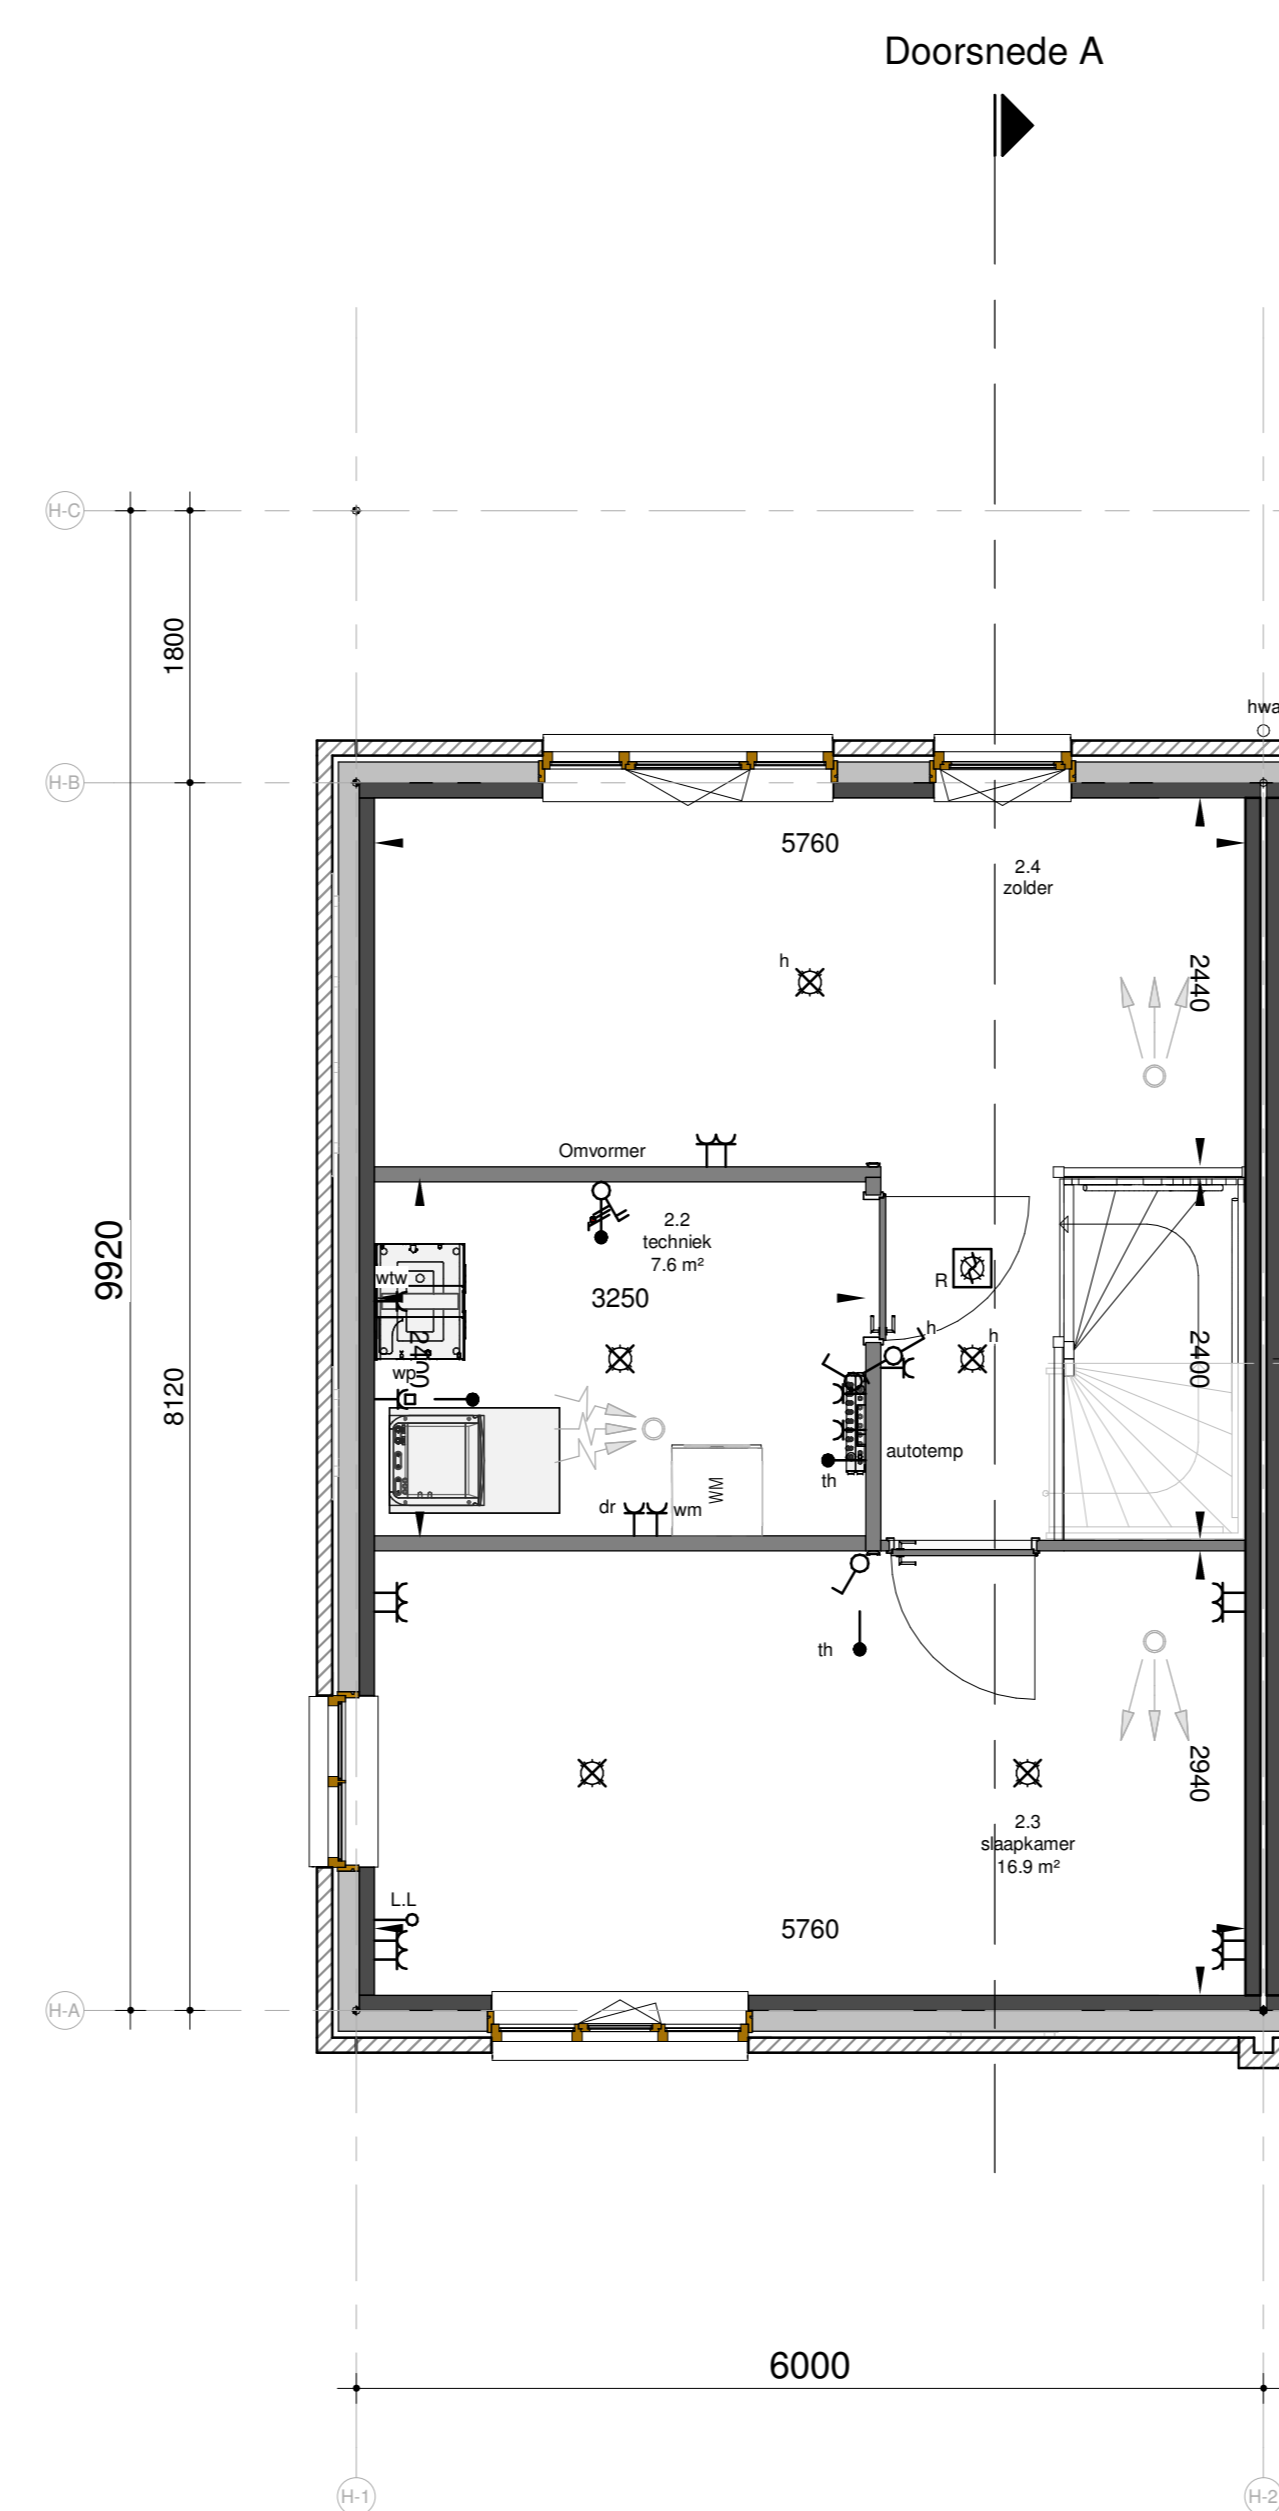 Doorsnede A
H-C
1800
hwa
H-B
5760
2.4
zolder
h
2440
Omvormer
2.2
techniek
7.6 m²
9920
wtw
3250
R
h
h
2400
2400
wp
8120
autotemp
th
WM
dr
wm
th
2940
2.3
slaapkamer
16.9 m²
L.L
5760
H-A
6000
H-1
H-2